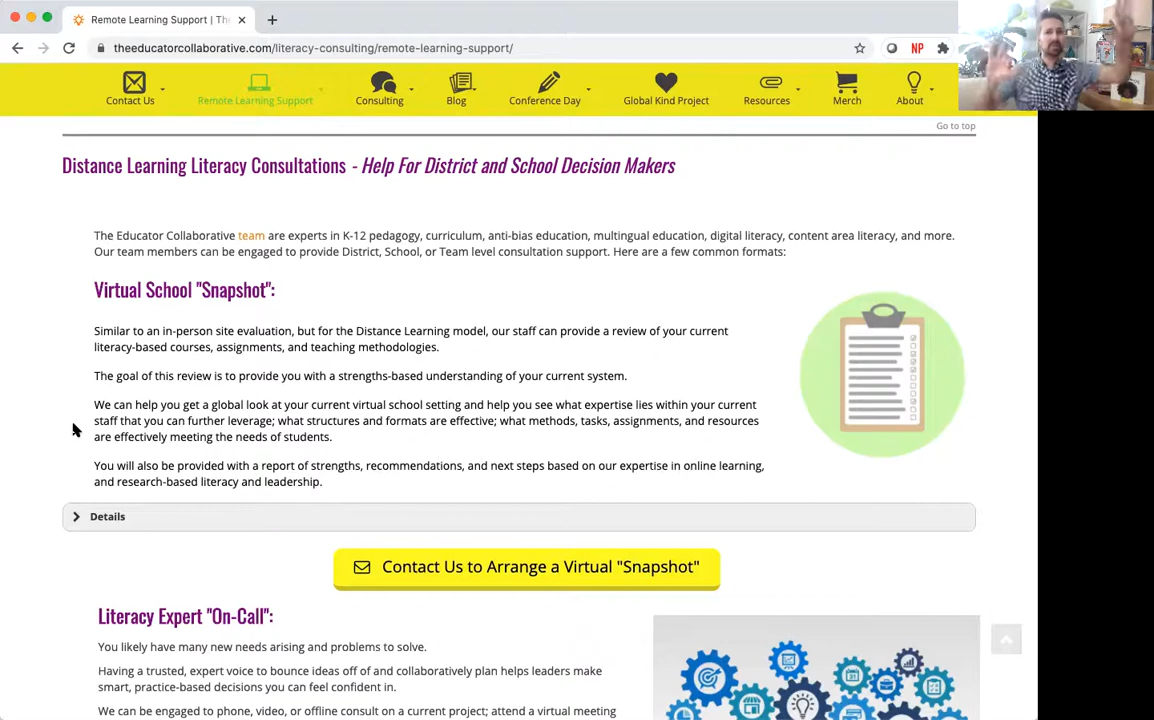 Remote Learning Support | The
theeducatorcollaborative.com/literacy-consulting/remote-learning-support/
NP
Contact Us
Remote Learning Support
Consulting
Blog
Conference Day
Global Kind Project
Resources
Merch
About
Go to top
Distance Learning Literacy Consultations - Help For District and School Decision Makers
The Educator Collaborative team are experts in K-12 pedagogy, curriculum, anti-bias education, multingual education, digital literacy, content area literacy, and more.
Our team members can be engaged to provide District, School, or Team level consultation support. Here are a few common formats:
Virtual School "Snapshot":
Similar to an in-person site evaluation, but for the Distance Learning model, our staff can provide a review of your current
literacy-based courses, assignments, and teaching methodologies.
The goal of this review is to provide you with a strengths-based understanding of your current system.
We can help you get a global look at your current virtual school setting and help you see what expertise lies within your current
staff that you can further leverage; what structures and formats are effective; what methods, tasks, assignments, and resources
are effectively meeting the needs of students.
You will also be provided with a report of strengths, recommendations, and next steps based on our expertise in online learning,
and research-based literacy and leadership.
Details
Contact Us to Arrange a Virtual "Snapshot"
Literacy Expert "On-Call":
You likely have many new needs arising and problems to solve.
Having a trusted, expert voice to bounce ideas off of and collaboratively plan helps leaders make
smart, practice-based decisions you can feel confident in.
We can be engaged to phone, video, or offline consult on a current project; attend a virtual meeting